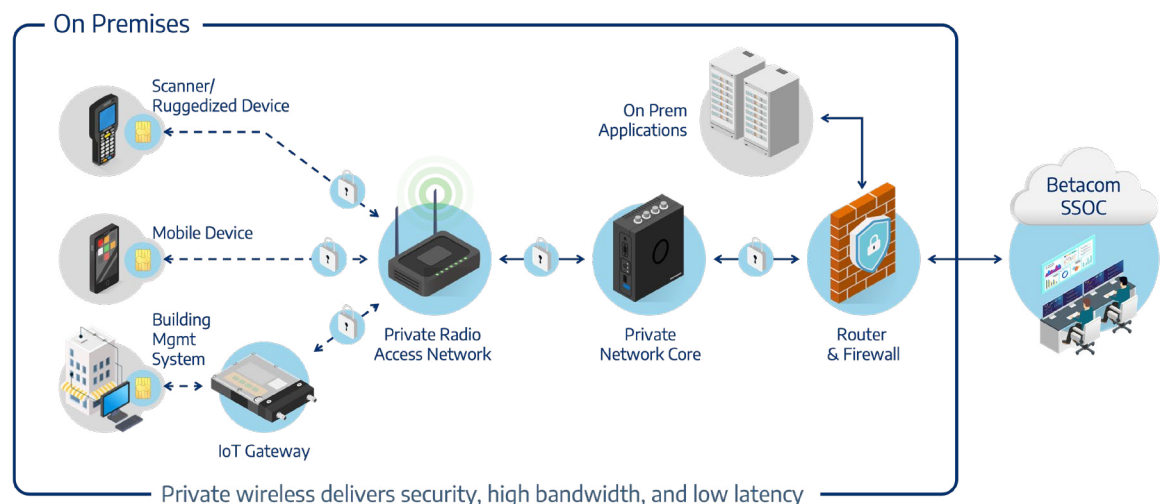 On Premises
Scanner/
Ruggedized Device
On Prem
Applications
Betacom
SSOC
Mobile Device
Building
Mgmt
System
Private Radio
Access Network
Private
Network Core
Router
& Firewall
IoT Gateway
Private wireless delivers security, high bandwidth, and low latency